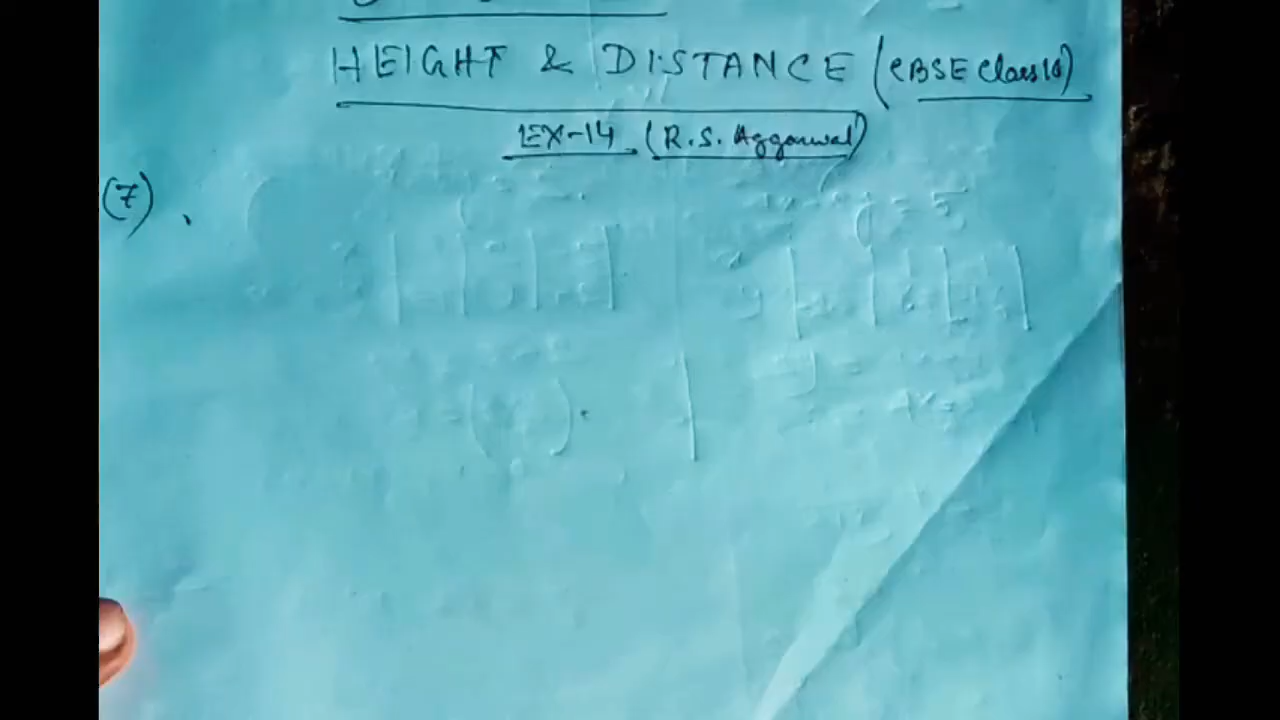 HEIGHT & DISTANCE (CBSE Class 10)
EX-14 (R.S. Aggarwal)
(7).